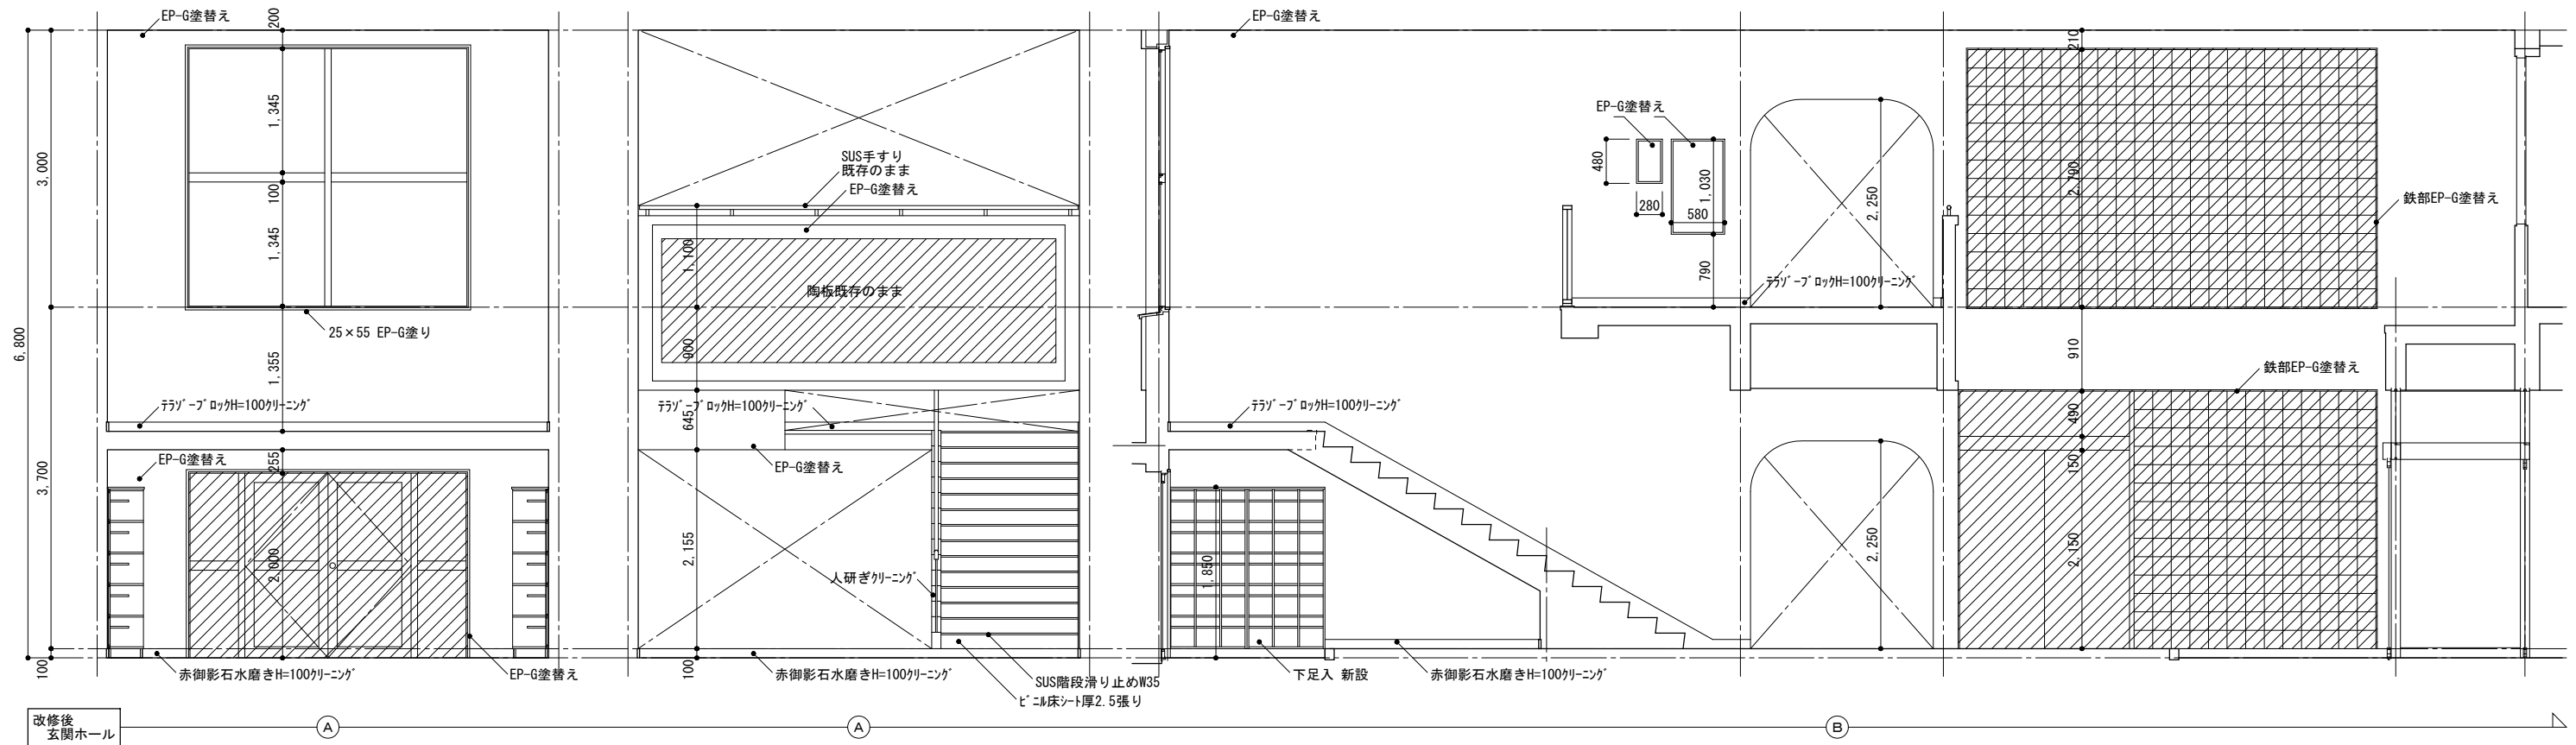 EP-G塗替え
200
6,800
3,000
3,700
100
1,345
100
1,345
25×55 EP-G塗り
1,355
ﾃﾗｿﾞｰﾌﾞﾛｯｸH=100ｸﾘｰﾆﾝｸﾞ
EP-G塗替え
255
2,000
赤御影石水磨きH=100ｸﾘｰﾆﾝｸﾞ
EP-G塗替え
SUS手すり
既存のまま
EP-G塗替え
1,100
陶板既存のまま
900
ﾃﾗｿﾞｰﾌﾞﾛｯｸH=100ｸﾘｰﾆﾝｸﾞ
645
EP-G塗替え
2,155
人研ぎｸﾘｰﾆﾝｸﾞ
100
赤御影石水磨きH=100ｸﾘｰﾆﾝｸﾞ
SUS階段滑り止めW35
ﾋﾞﾆﾙ床ｼｰﾄ厚2.5張り
EP-G塗替え
EP-G塗替え
480
280
1,030
580
790
2,250
ﾃﾗｿﾞｰﾌﾞﾛｯｸH=100ｸﾘｰﾆﾝｸﾞ
ﾃﾗｿﾞｰﾌﾞﾛｯｸH=100ｸﾘｰﾆﾝｸﾞ
1,850
2,250
下足入 新設
赤御影石水磨きH=100ｸﾘｰﾆﾝｸﾞ
210
2,790
鉄部EP-G塗替え
910
鉄部EP-G塗替え
490
150
2,150
改修後
玄関ホール
A
A
B